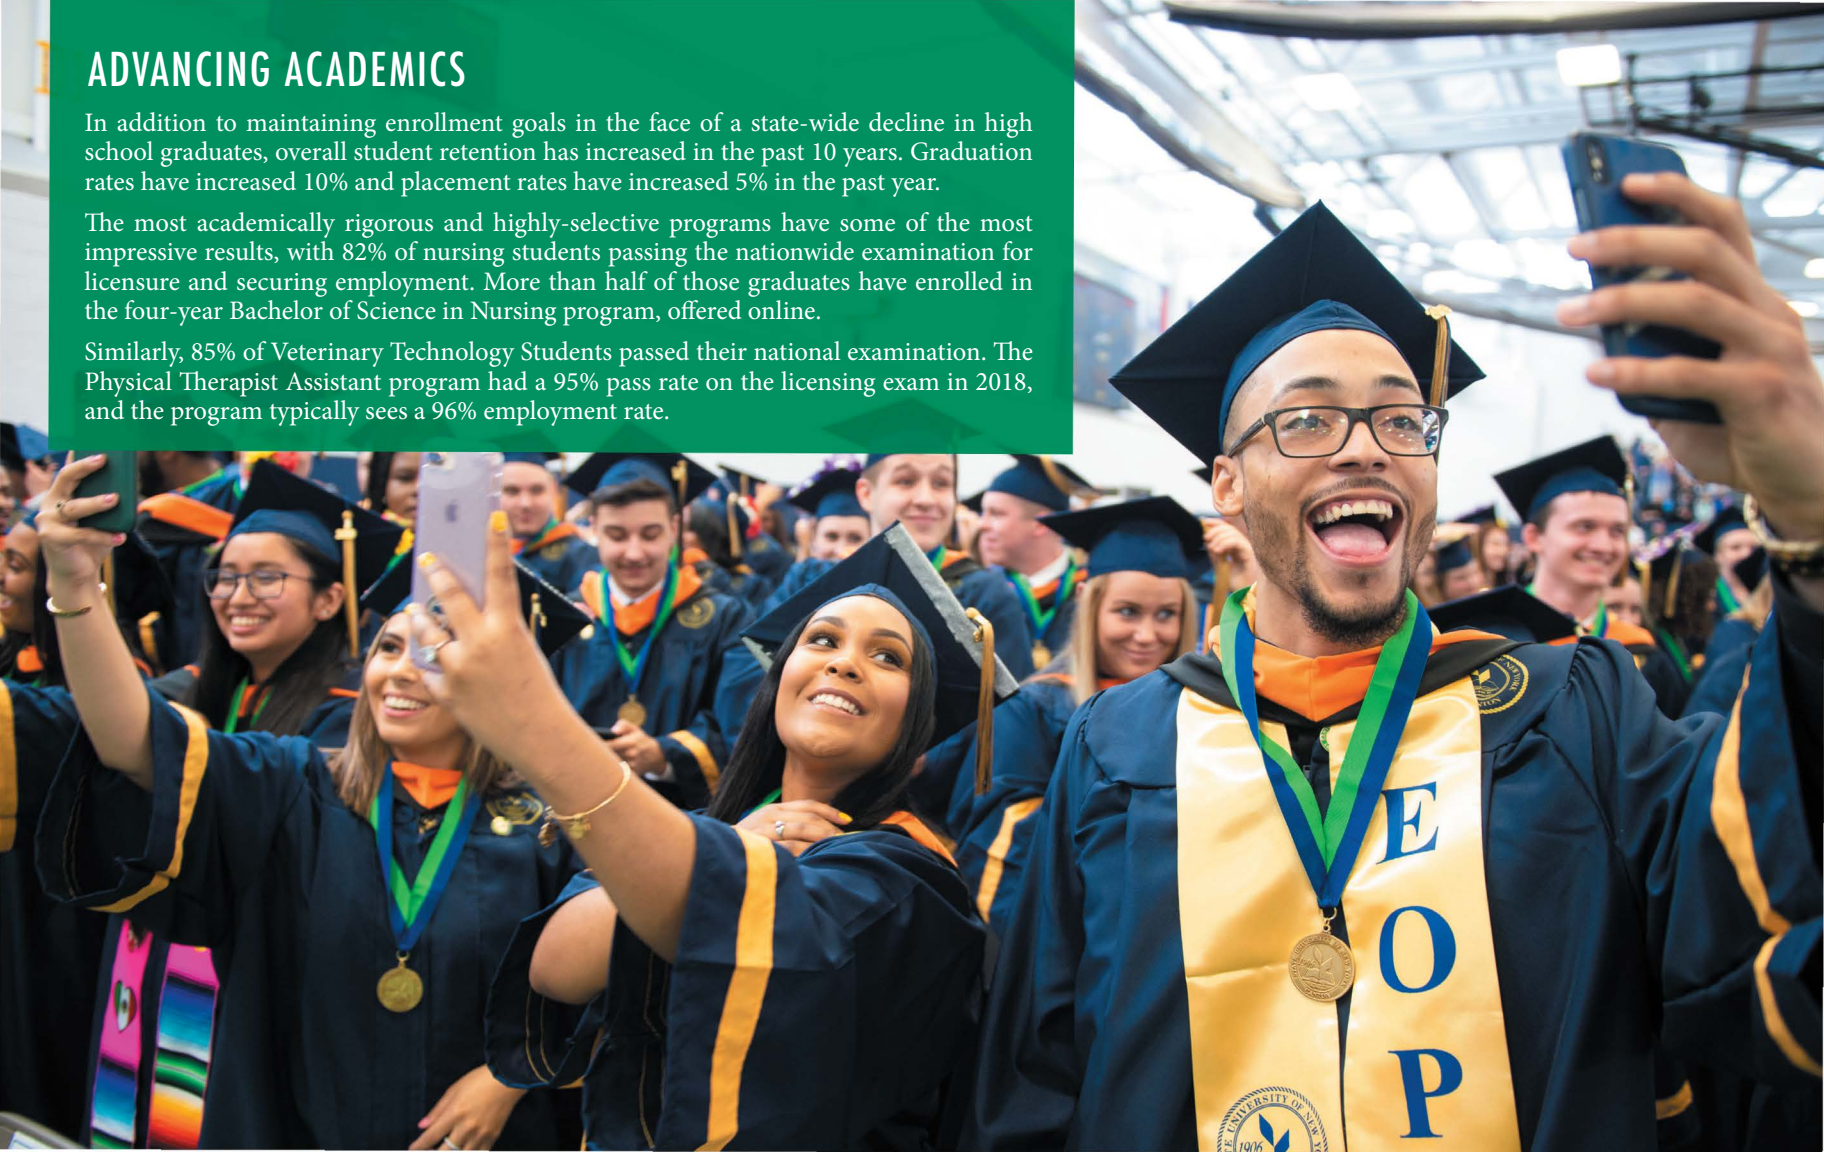 ADVANCING ACADEMICS
In addition to maintaining enrollment goals in the face of a state-wide decline in high
school graduates, overall student retention has increased in the past 10 years. Graduation
rates have increased 10% and placement rates have increased 5% in the past year.
The most academically rigorous and highly-selective programs have some of the most
impressive results, with 82% of nursing students passing the nationwide examination for
licensure and securing employment. More than half of those graduates have enrolled in
the four-year Bachelor of Science in Nursing program, offered online.
Similarly, 85% of Veterinary Technology Students passed their national examination. The
Physical Therapist Assistant program had a 95% pass rate on the licensing exam in 2018,
and the program typically sees a 96% employment rate.
E
O
P
UNIVERSITY OF NEW
1906